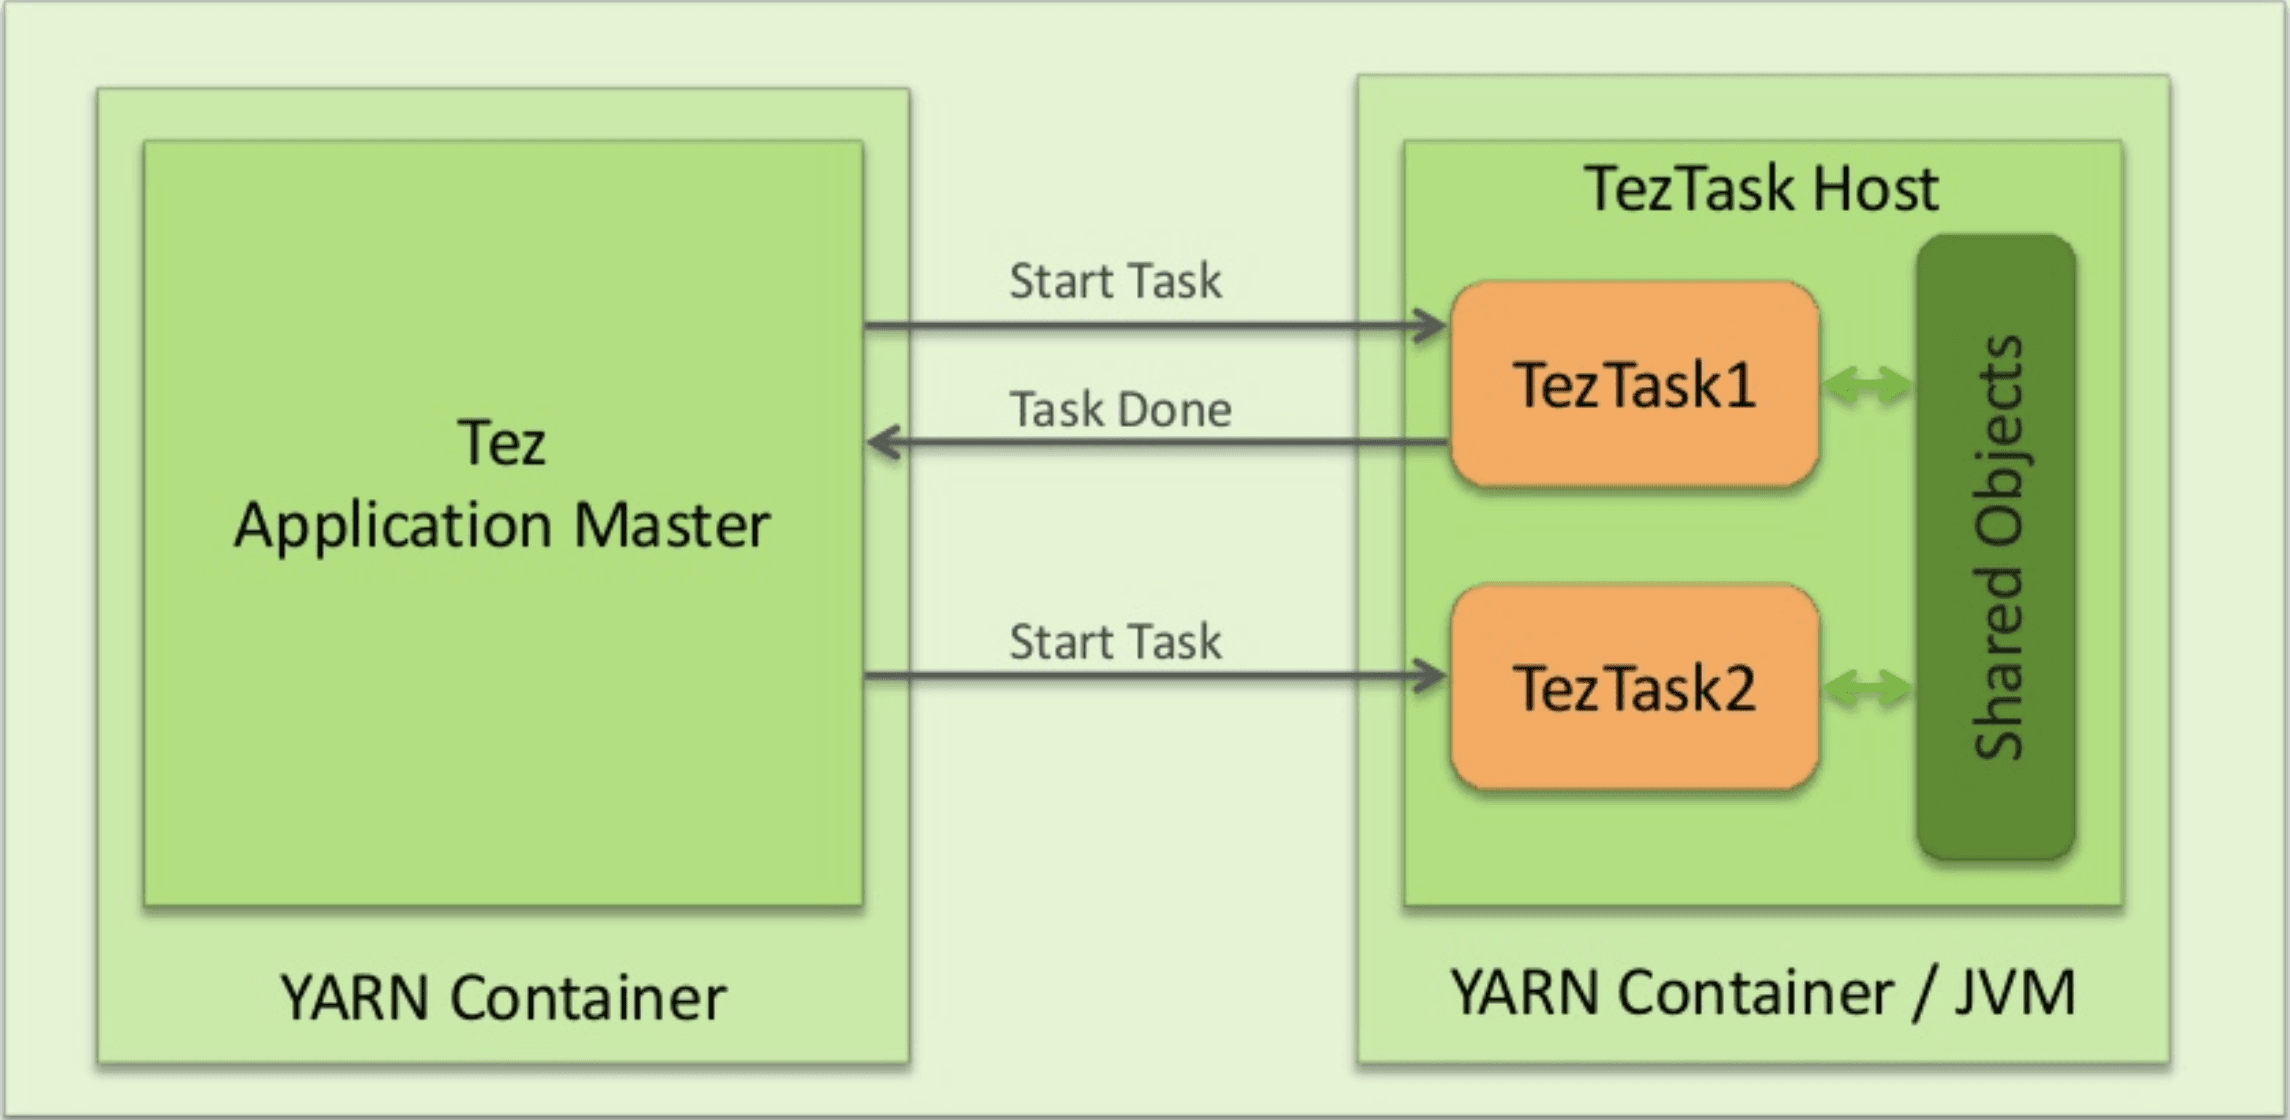 Tez
Application Master
YARN Container
Start Task
Task Done
Start Task
TezTask Host
TezTask1
TezTask2
Shared Objects
YARN Container / JVM